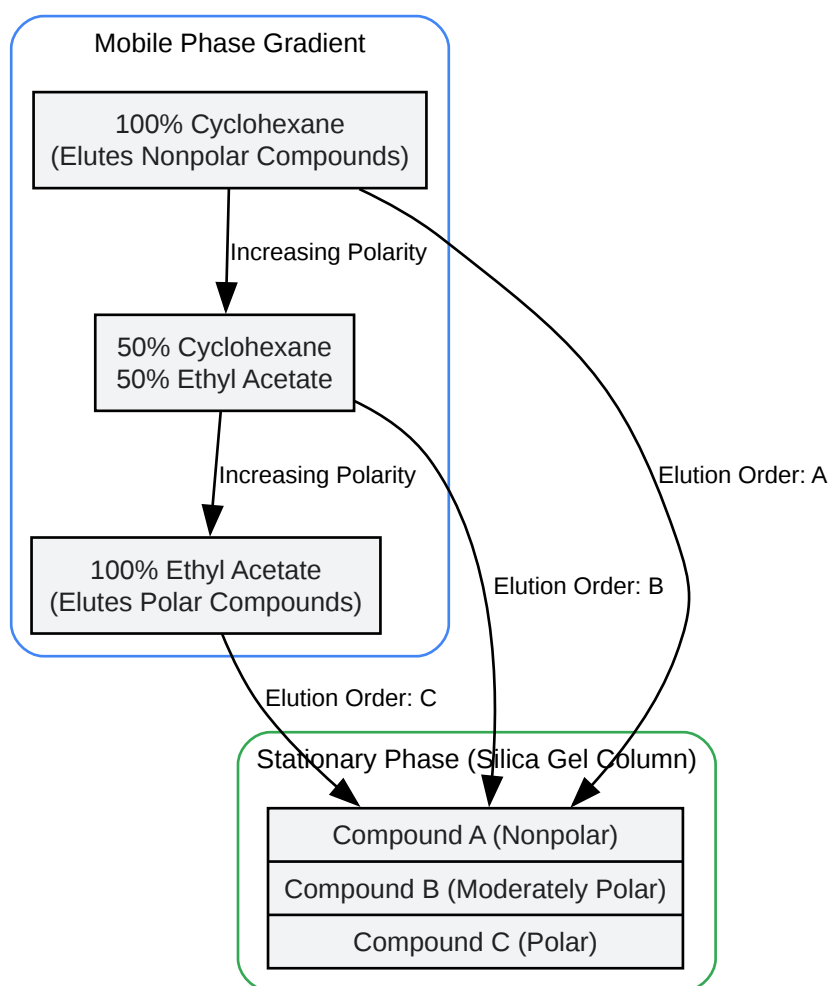 Mobile Phase Gradient
100% Cyclohexane
(Elutes Nonpolar Compounds)
Increasing Polarity
50% Cyclohexane
50% Ethyl Acetate
Increasing Polarity
Elution Order: A
100% Ethyl Acetate
(Elutes Polar Compounds)
Elution Order: B
Elution Order: C
Stationary Phase (Silica Gel Column)
Compound A (Nonpolar)
Compound B (Moderately Polar)
Compound C (Polar)